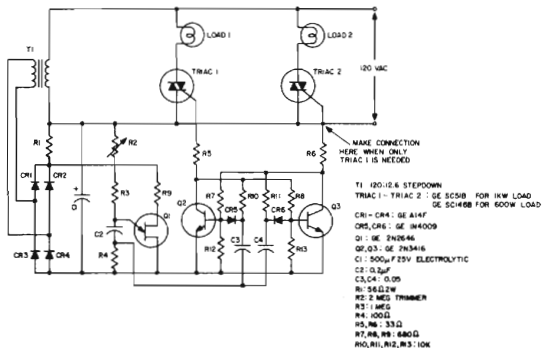 LOAD 1
LOAD 2
T1
TRIAC 1
TRIAC 2
120 VAC
R1
R2
R5
R6
MAKE CONNECTION
HERE WHEN ONLY
TRIAC 1 IS NEEDED
CR1
CR2
C1
R3
R9
Q2
R7
CR5
R10
R11
CR6
R8
Q3
C2
Q1
R4
R12
C3
C4
R13
CR3
CR4
T1 120:12.6 STEPDOWN
TRIAC1 - TRIAC 2: GE SC51B FOR 1KW LOAD
GE SC146B FOR 600W LOAD
CR1 - CR4: GE A14F
CR5, CR6: GE 1N4009
Q1: GE 2N2646
Q2, Q3: GE 2N3416
C1: 500µF 25V ELECTROLYTIC
C2: 0.2µF
C3, C4: 0.05
R1: 56Ω 2W
R2: 2 MEG TRIMMER
R3: 1 MEG
R4: 100Ω
R5, R6: 33Ω
R7, R8, R9: 680Ω
R10, R11, R12, R13: 10K